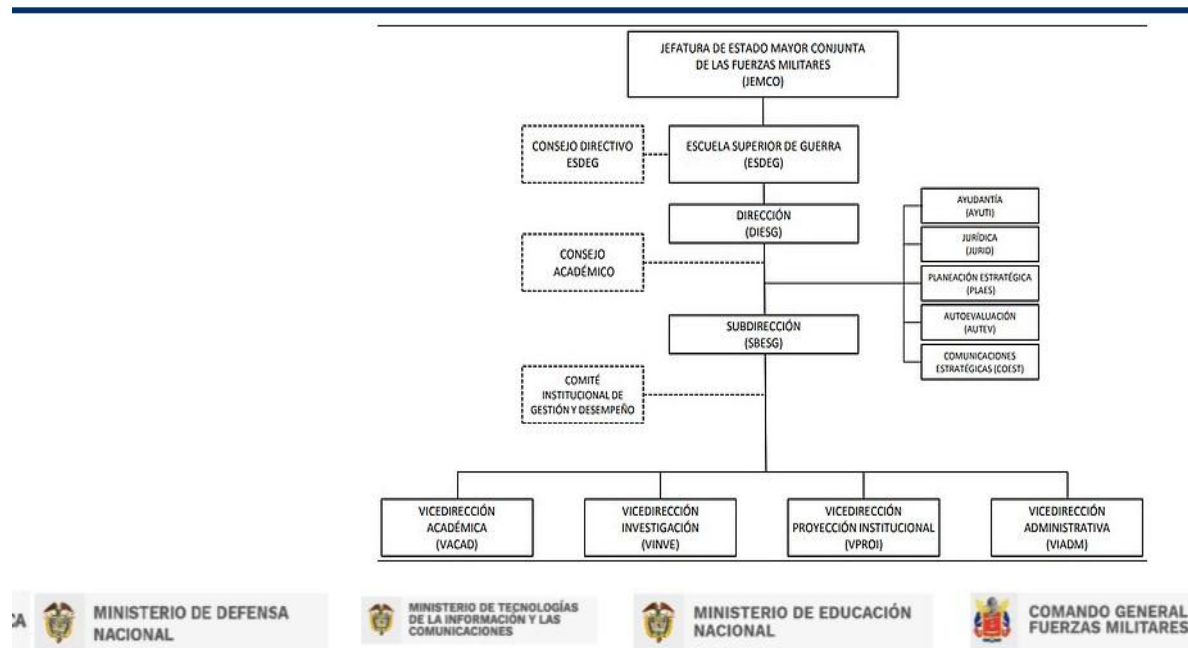 JEFATURA DE ESTADO MAYOR CONJUNTA
DE LAS FUERZAS MILITARES
(JEMCO)
CONSEJO DIRECTIVO
ESDEG
ESCUELA SUPERIOR DE GUERRA
(ESDEG)
DIRECCIÓN
(DIESG)
AYUDANTÍA
(AYUTI)
JURÍDICA
(JURIO)
PLANEACIÓN ESTRATÉGICA
(PLAES)
AUTOEVALUACIÓN
(AUTEV)
COMUNICACIONES
ESTRATÉGICAS (COEST)
CONSEJO
ACADÉMICO
SUBDIRECCIÓN
(SBESG)
COMITÉ
INSTITUCIONAL DE
GESTIÓN Y DESEMPEÑO
VICEDIRECCIÓN
ACADÉMICA
(VACAD)
VICEDIRECCIÓN
INVESTIGACIÓN
(VINVE)
VICEDIRECCIÓN
PROYECCIÓN INSTITUCIONAL
(VPROI)
VICEDIRECCIÓN
ADMINISTRATIVA
(VIADM)
CA
MINISTERIO DE DEFENSA
NACIONAL
MINISTERIO DE TECNOLOGÍAS
DE LA INFORMACIÓN Y LAS
COMUNICACIONES
MINISTERIO DE EDUCACIÓN
NACIONAL
COMANDO GENERAL
FUERZAS MILITARES